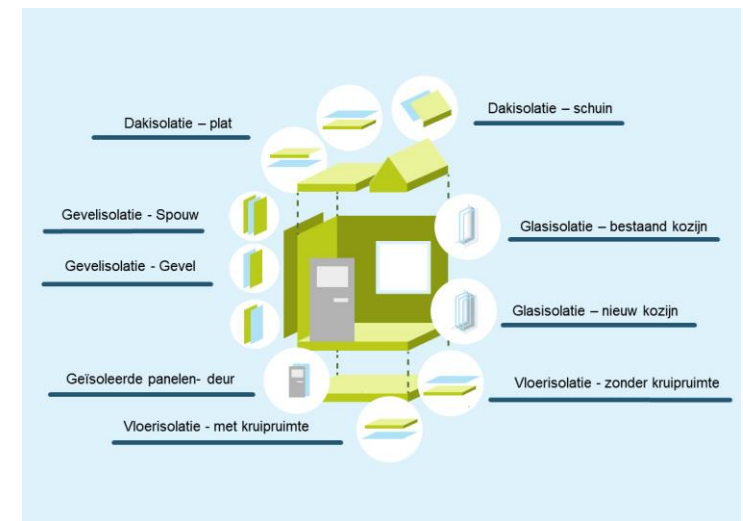 Dakisolatie – schuin
Dakisolatie – plat
Gevelisolatie - Spouw
Glasisolatie – bestaand kozijn
Gevelisolatie - Gevel
Glasisolatie – nieuw kozijn
Geïsoleerde panelen- deur
Vloerisolatie - zonder kruipruimte
Vloerisolatie - met kruipruimte